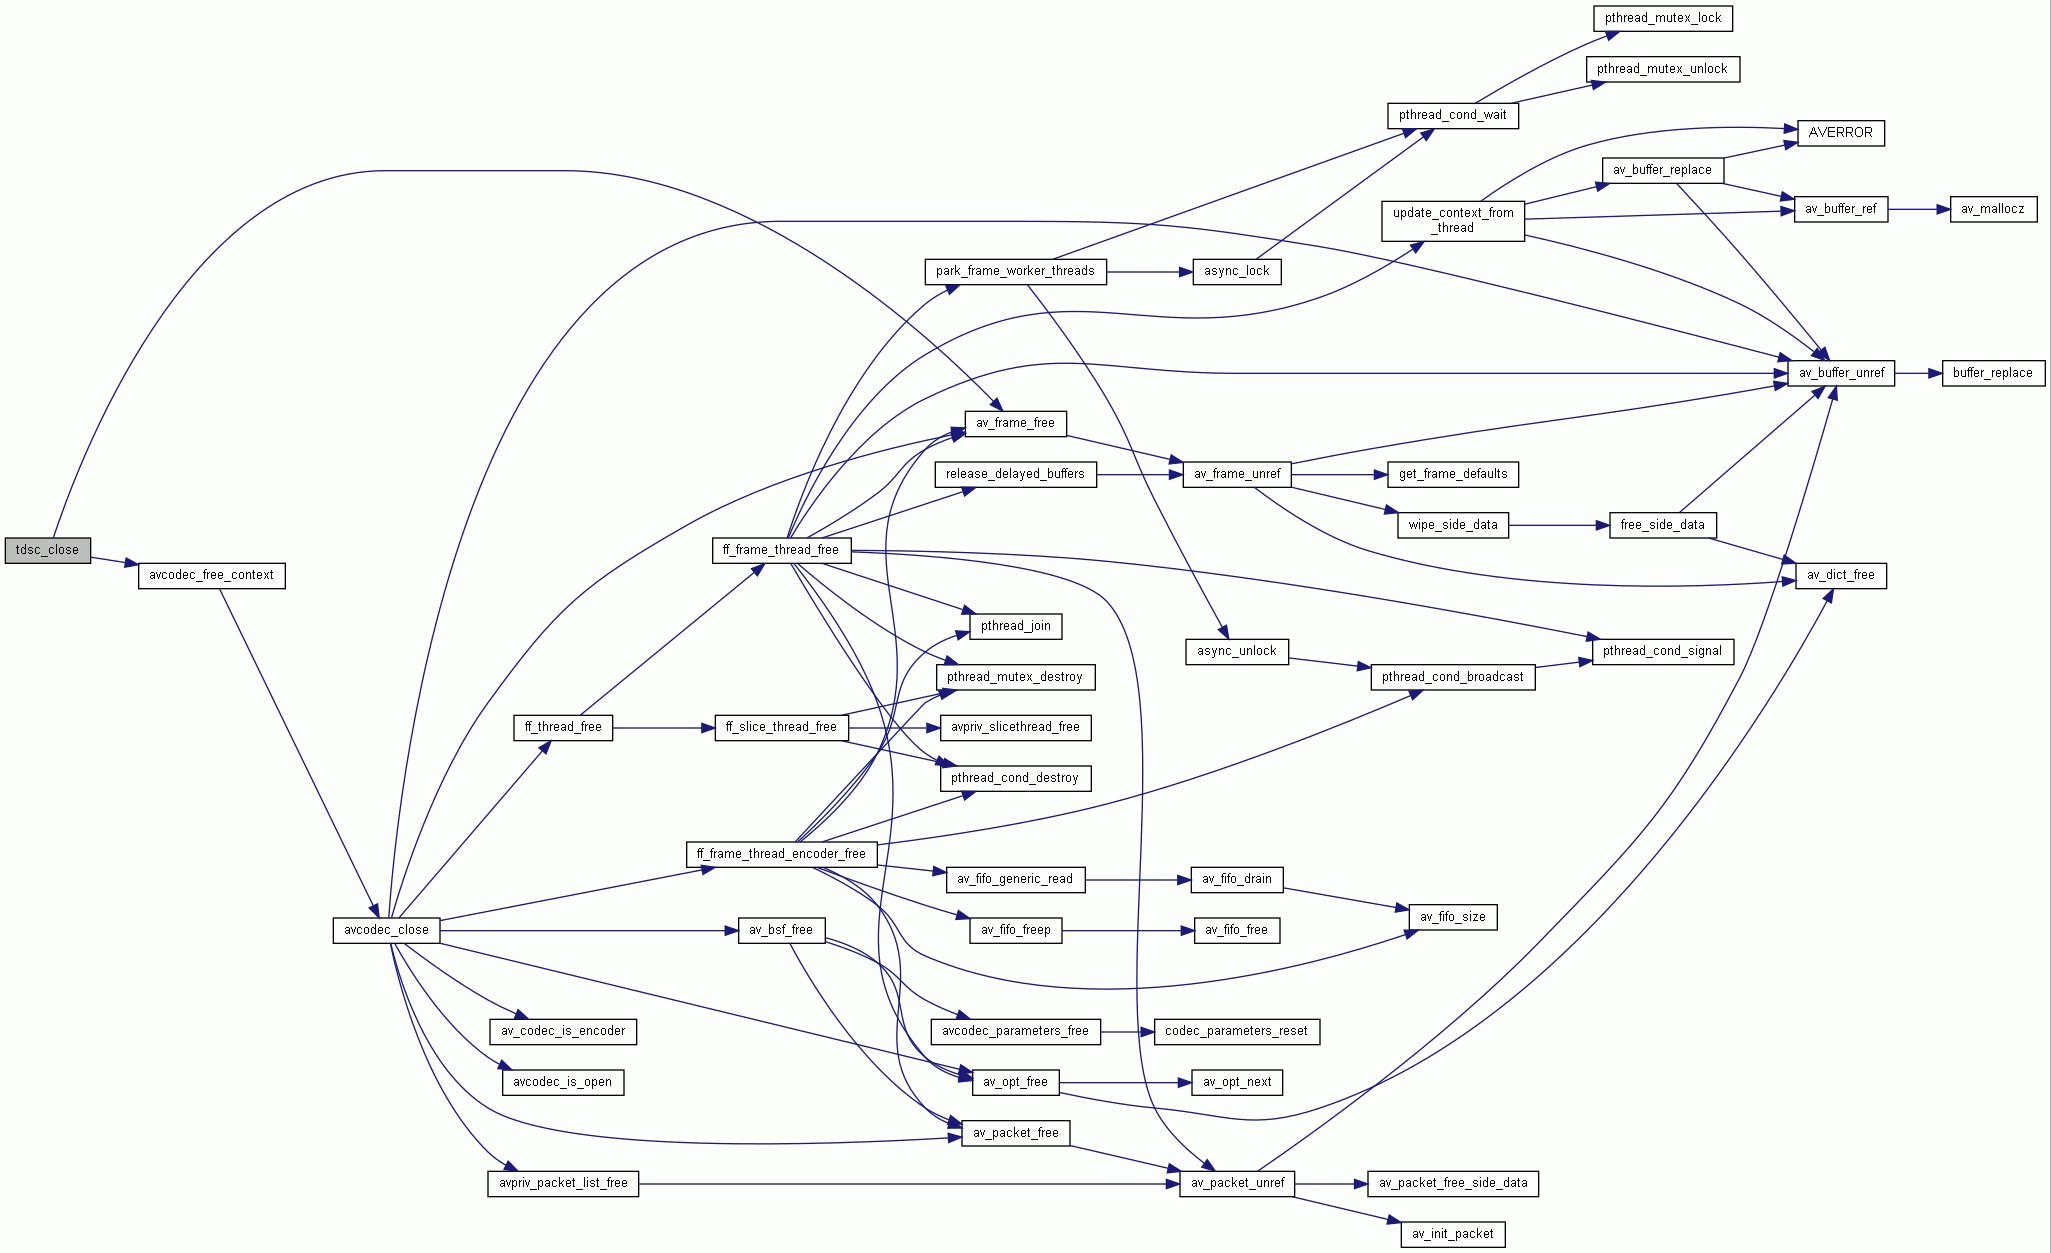 pthread_mutex_lock
pthread_mutex_unlock
pthread_cond_wait
AVERROR
av_buffer_replace
update_context_from
_thread
av_buffer_ref
av_mallocz
park_frame_worker_threads
async_lock
av_buffer_unref
buffer_replace
av_frame_free
release_delayed_buffers
av_frame_unref
get_frame_defaults
wipe_side_data
free_side_data
tdsc_close
ff_frame_thread_free
avcodec_free_context
av_dict_free
pthread_join
async_unlock
pthread_cond_signal
pthread_mutex_destroy
pthread_cond_broadcast
ff_thread_free
ff_slice_thread_free
avpriv_slicethread_free
pthread_cond_destroy
ff_frame_thread_encoder_free
av_fifo_generic_read
av_fifo_drain
av_fifo_size
avcodec_close
av_bsf_free
av_fifo_freep
av_fifo_free
av_codec_is_encoder
avcodec_parameters_free
codec_parameters_reset
avcodec_is_open
av_opt_free
av_opt_next
av_packet_free
avpriv_packet_list_free
av_packet_unref
av_packet_free_side_data
av_init_packet